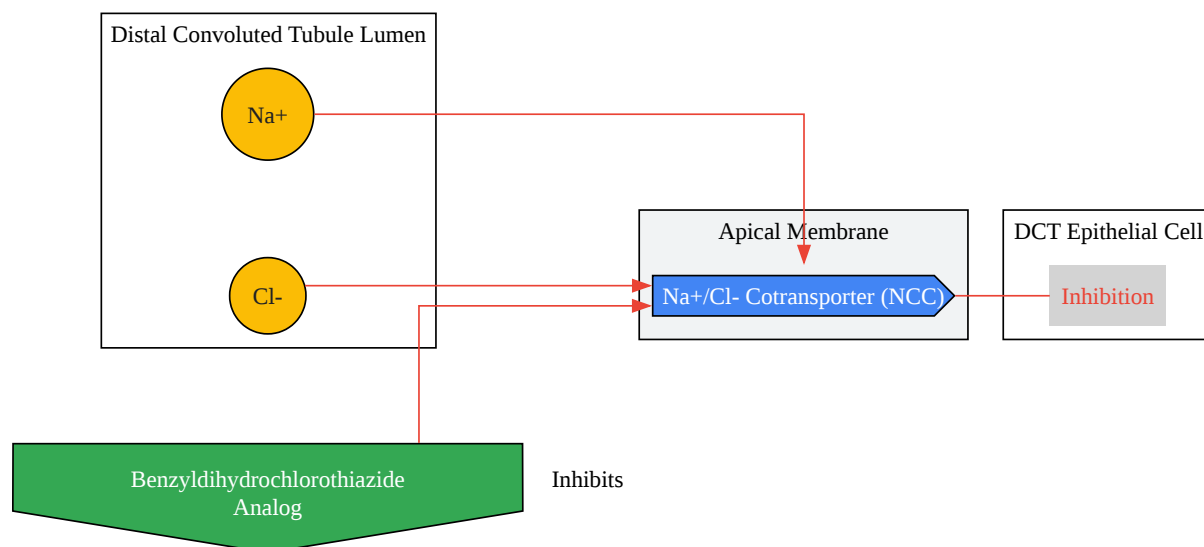 Distal Convoluted Tubule Lumen
Na+
Cl-
Apical Membrane
Na+/Cl- Cotransporter (NCC)
DCT Epithelial Cell
Inhibition
Benzyldihydrochlorothiazide
Analog
Inhibits